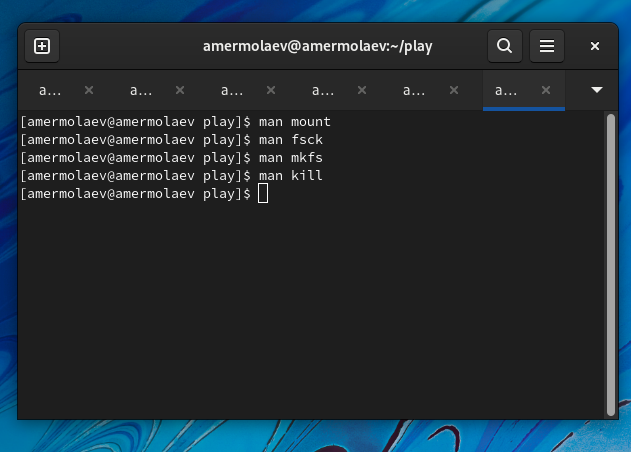 amermolaev@amermolaev:~/play
a... a... a... a... a... a...
[amermolaev@amermolaev play]$ man mount
[amermolaev@amermolaev play]$ man fsck
[amermolaev@amermolaev play]$ man mkfs
[amermolaev@amermolaev play]$ man kill
[amermolaev@amermolaev play]$